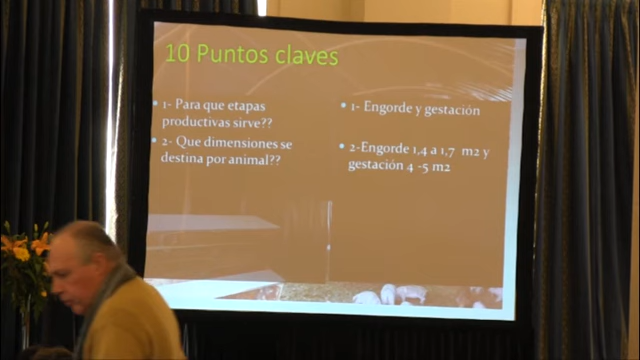 10 Puntos claves
• 1- Para que etapas
productivas sirve??
• 2- Que dimensiones se
destina por animal??
• 1- Engorde y gestación
• 2-Engorde 1,4 a 1,7 m2 y
gestación 4 -5 m2